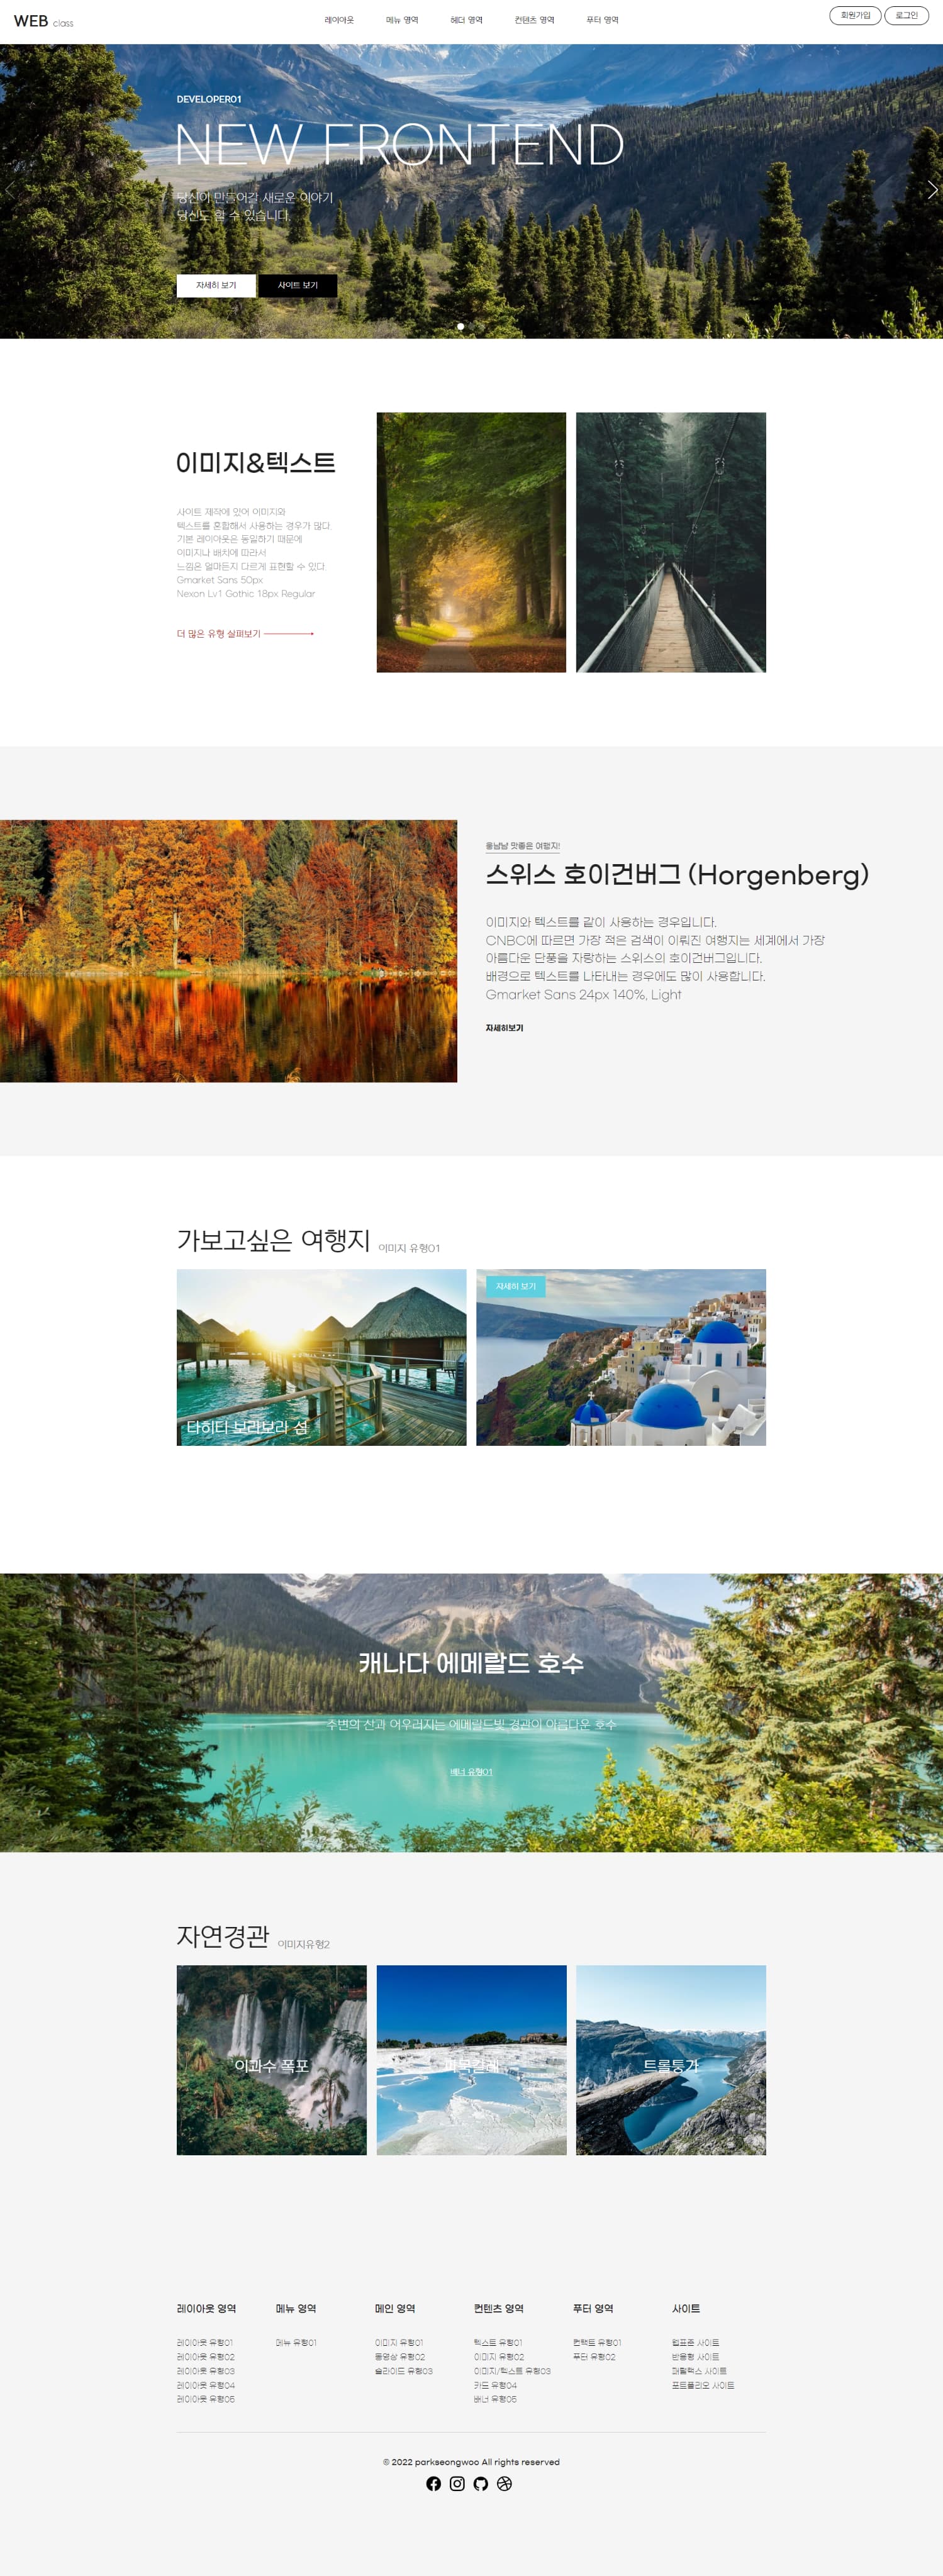 WEB class
레이아웃 메뉴 영역 헤더 영역 컨텐츠 영역 푸터 영역
회원가입 로그인
DEVELOPER01
NEW FRONTEND
당신이 만들어갈 새로운 이야기
당신도 할 수 있습니다.
자세히 보기 사이트 보기
이미지&텍스트
사이트 제작에 있어 이미지와
텍스트를 혼합해서 사용하는 경우가 많다.
기본 레이아웃은 동일하기 때문에
이미지나 배치에 따라서
느낌은 얼마든지 다르게 표현할 수 있다.
Gmarket Sans 50px
Nexon Lv1 Gothic 18px Regular
더 많은 유형 살펴보기
맛좋은 여행지!
스위스 호이건버그 (Horgenberg)
이미지와 텍스트를 같이 사용하는 경우입니다.
CNBC에 따르면 가장 적은 검색이 이뤄진 여행지는 세계에서 가장
아름다운 단풍을 자랑하는 스위스의 호이건버그입니다.
배경으로 텍스트를 나타내는 경우에도 많이 사용합니다.
Gmarket Sans 24px 140%, Light
자세히보기
가보고싶은 여행지 이미지 유형01
타히티 보라보라 섬
자세히 보기
캐나다 에메랄드 호수
주변의 산과 어우러지는 에메랄드빛 경관이 아름다운 호수
배너 유형01
자연경관 이미지유형2
이과수 폭포
파묵칼레
트롤퉁가
레이아웃 영역 메뉴 영역 메인 영역 컨텐츠 영역 푸터 영역 사이트
레이아웃 유형01 메뉴 유형01 이미지 유형01 텍스트 유형01 컨택트 유형01 웹표준 사이트
레이아웃 유형02 동영상 유형02 이미지 유형02 푸터 유형02 반응형 사이트
레이아웃 유형03 슬라이드 유형03 이미지/텍스트 유형03 패럴랙스 사이트
레이아웃 유형04 카드 유형04 포트폴리오 사이트
레이아웃 유형05 배너 유형05
© 2022 parkseongwoo All rights reserved